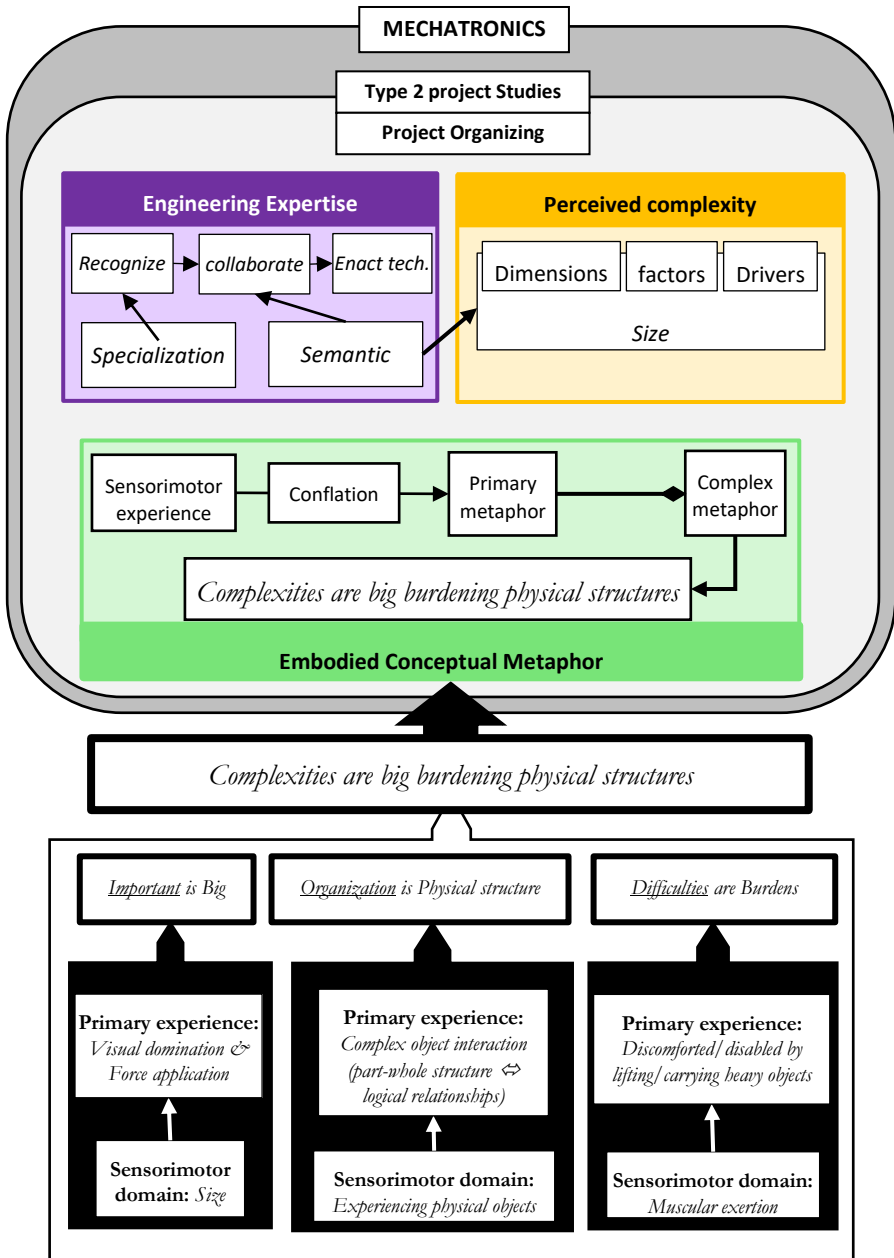 MECHATRONICS
Type 2 project Studies
Project Organizing
Engineering Expertise
Perceived complexity
Recognize
collaborate
Enact tech.
Dimensions
factors
Drivers
Specialization
Semantic
Size
Sensorimotor
experience
Conflation
Primary
metaphor
Complex
metaphor
Complexities are big burdening physical structures
Embodied Conceptual Metaphor
Complexities are big burdening physical structures
Important is Big
Organization is Physical structure
Difficulties are Burdens
Primary experience:
Visual domination &
Force application
Primary experience:
Complex object interaction
(part-whole structure ⇔
logical relationships)
Primary experience:
Discomforted/disabled by
lifting/carrying heavy objects
Sensorimotor
domain: Size
Sensorimotor domain:
Experiencing physical objects
Sensorimotor domain:
Muscular exertion